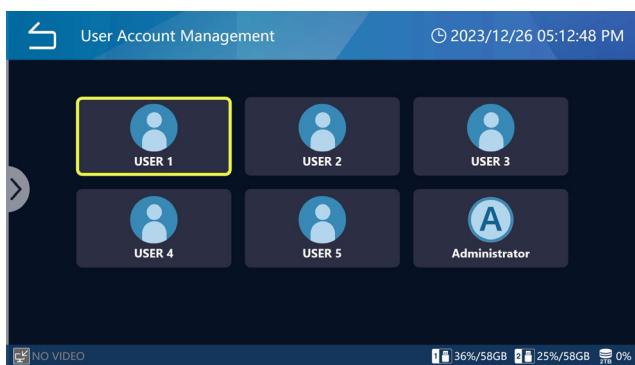 User Account Management 2023/12/26 05:12:48 PM
USER 1 USER 2 USER 3
USER 4 USER 5 A Administrator
NO VIDEO 1 36%/58GB 2 25%/58GB 2TB 0%